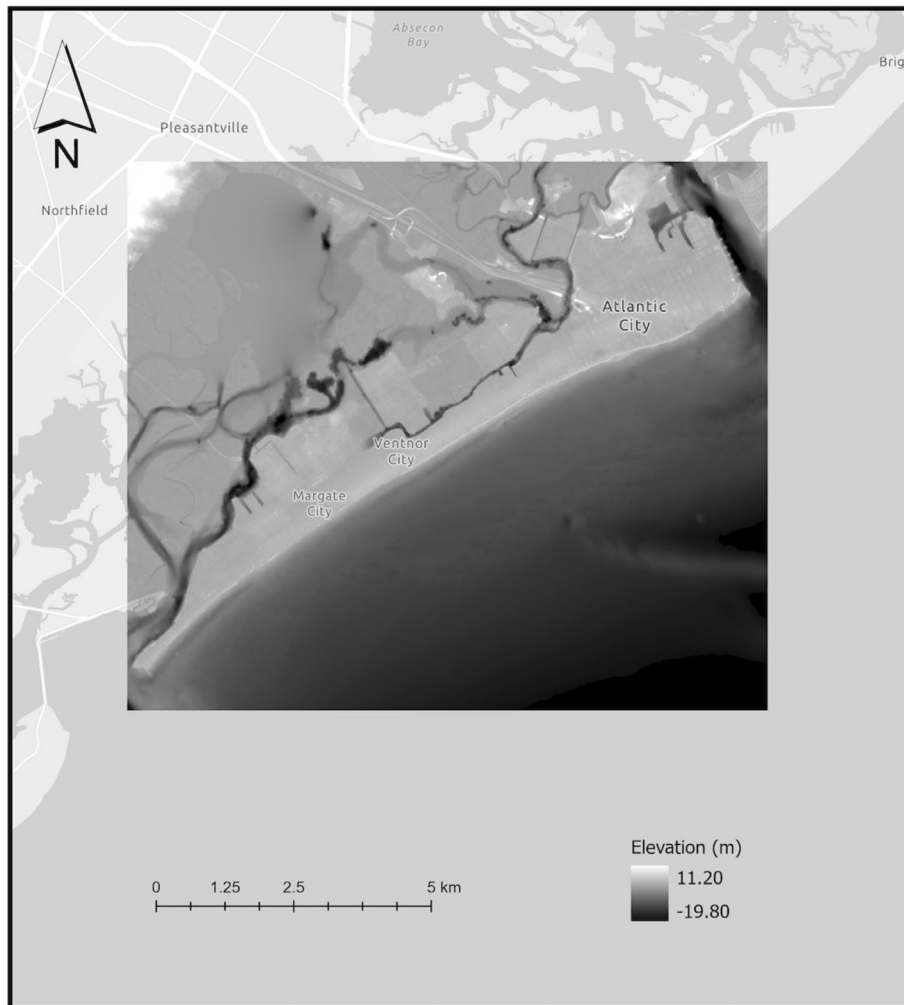 Absecon
Bay
Brig
N
Pleasantville
Northfield
Atlantic
City
Ventnor
City
Margate
City
Elevation (m)
11.20
-19.80
0 1.25 2.5 5 km